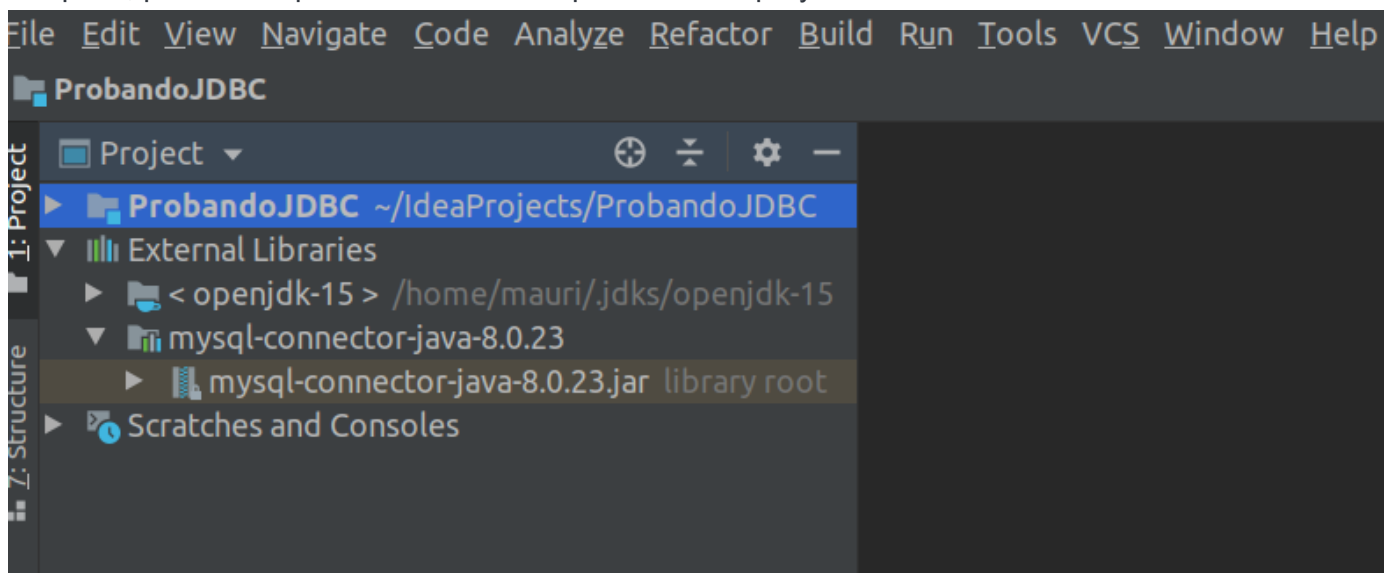 File Edit View Navigate Code Analyze Refactor Build Run Tools VCS Window Help
ProbandoJDBC
1: Project
Project
ProbandoJDBC ~/IdeaProjects/ProbandoJDBC
External Libraries
< openjdk-15 > /home/mauri/.jdks/openjdk-15
mysql-connector-java-8.0.23
mysql-connector-java-8.0.23.jar library root
Scratches and Consoles
7: Structure